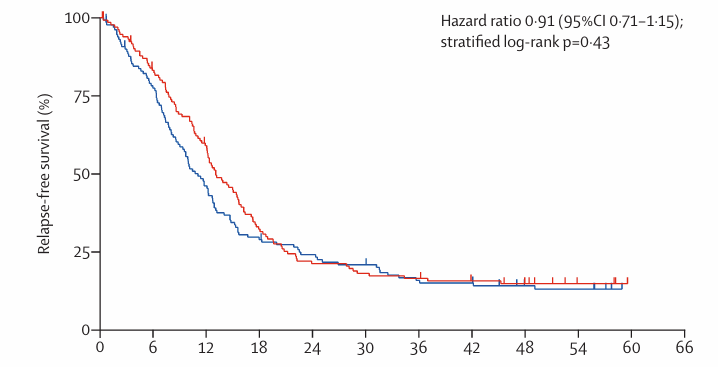 Hazard ratio 0·91 (95%CI 0·71–1·15);
stratified log-rank p=0·43
Relapse-free survival (%)
100
75
50
25
0
0 6 12 18 24 30 36 42 48 54 60 66